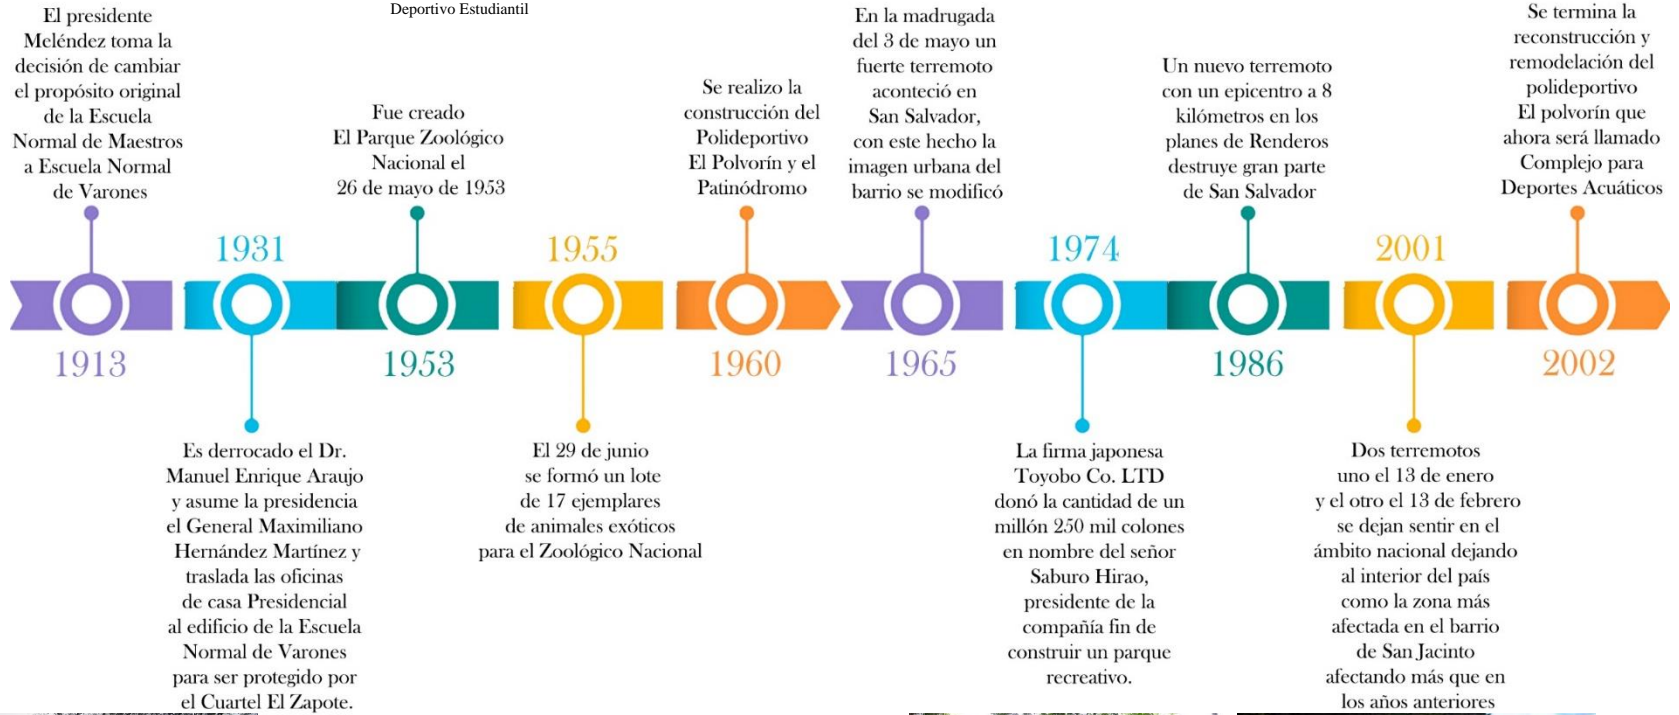 Deportivo Estudiantil
El presidente
Meléndez toma la
decisión de cambiar
el propósito original
de la Escuela
Normal de Maestros
a Escuela Normal
de Varones
1913
1931
Es derrocado el Dr.
Manuel Enrique Araujo
y asume la presidencia
el General Maximiliano
Hernández Martínez y
traslada las oficinas
de casa Presidencial
al edificio de la Escuela
Normal de Varones
para ser protegido por
el Cuartel El Zapote.
Fue creado
El Parque Zoológico
Nacional el
26 de mayo de 1953
1953
1955
El 29 de junio
se formó un lote
de 17 ejemplares
de animales exóticos
para el Zoológico Nacional
Se realizo la
construcción del
Polideportivo
El Polvorín y el
Patinódromo
1960
En la madrugada
del 3 de mayo un
fuerte terremoto
aconteció en
San Salvador,
con este hecho la
imagen urbana del
barrio se modificó
1965
1974
La firma japonesa
Toyobo Co. LTD
donó la cantidad de un
millón 250 mil colones
en nombre del señor
Saburo Hirao,
presidente de la
compañía fin de
construir un parque
recreativo.
Un nuevo terremoto
con un epicentro a 8
kilómetros en los
planes de Renderos
destruye gran parte
de San Salvador
1986
2001
Dos terremotos
uno el 13 de enero
y el otro el 13 de febrero
se dejan sentir en el
ámbito nacional dejando
al interior del país
como la zona más
afectada en el barrio
de San Jacinto
afectando más que en
los años anteriores
Se termina la
reconstrucción y
remodelación del
polideportivo
El polvorín que
ahora será llamado
Complejo para
Deportes Acuáticos
2002